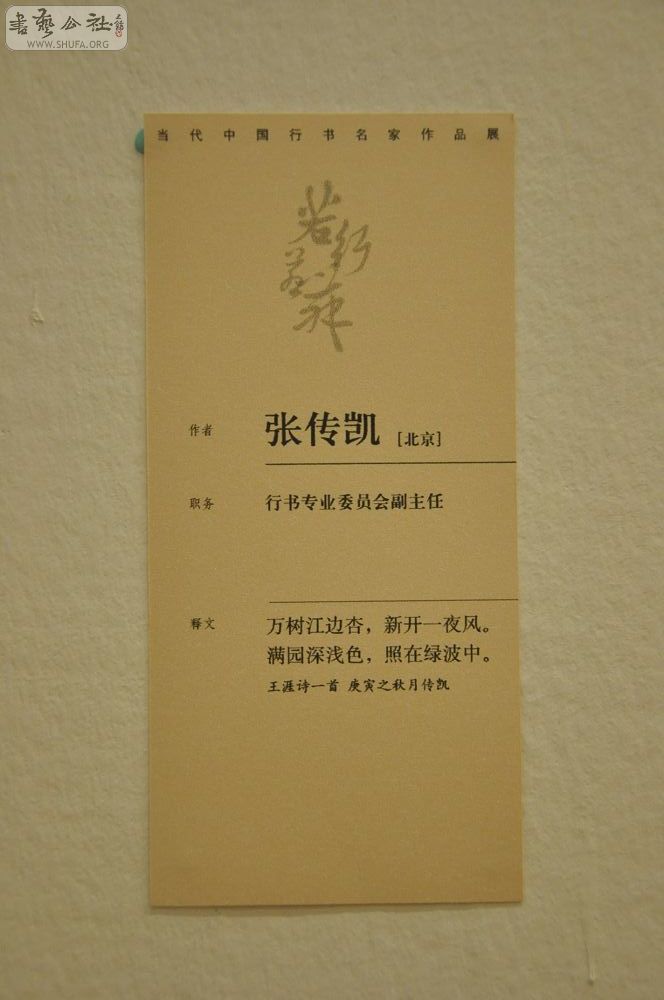 書艺公社
WWW.SHUFA.ORG
当代中国行书名家作品展
作者
张传凯 [北京]
职务
行书专业委员会副主任
释文
万树江边杏，新开一夜风。
满园深浅色，照在绿波中。
王涯诗一首 庚寅之秋月传凯